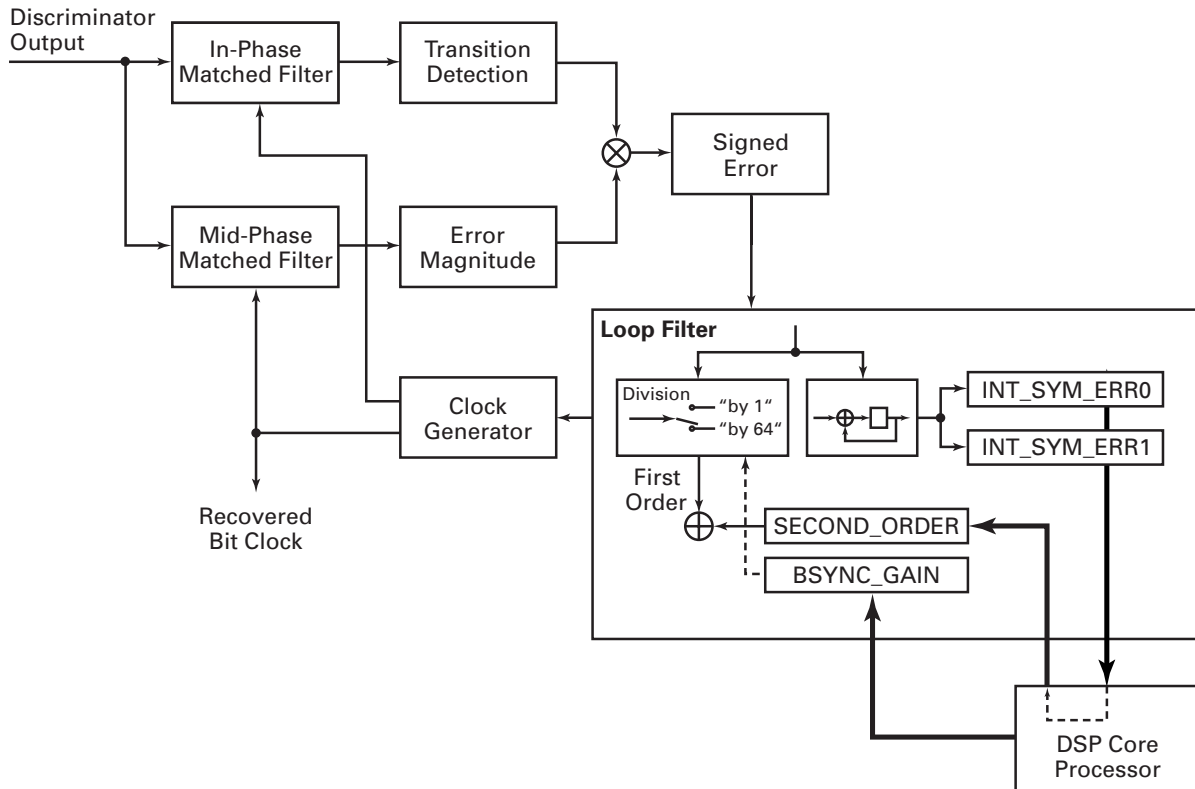 Discriminator
Output
In-Phase
Matched Filter
Transition
Detection
Signed
Error
Mid-Phase
Matched Filter
Error
Magnitude
Loop Filter
Division
"by 1"
"by 64"
INT_SYM_ERR0
INT_SYM_ERR1
Clock
Generator
First
Order
SECOND_ORDER
BSYNC_GAIN
Recovered
Bit Clock
DSP Core
Processor